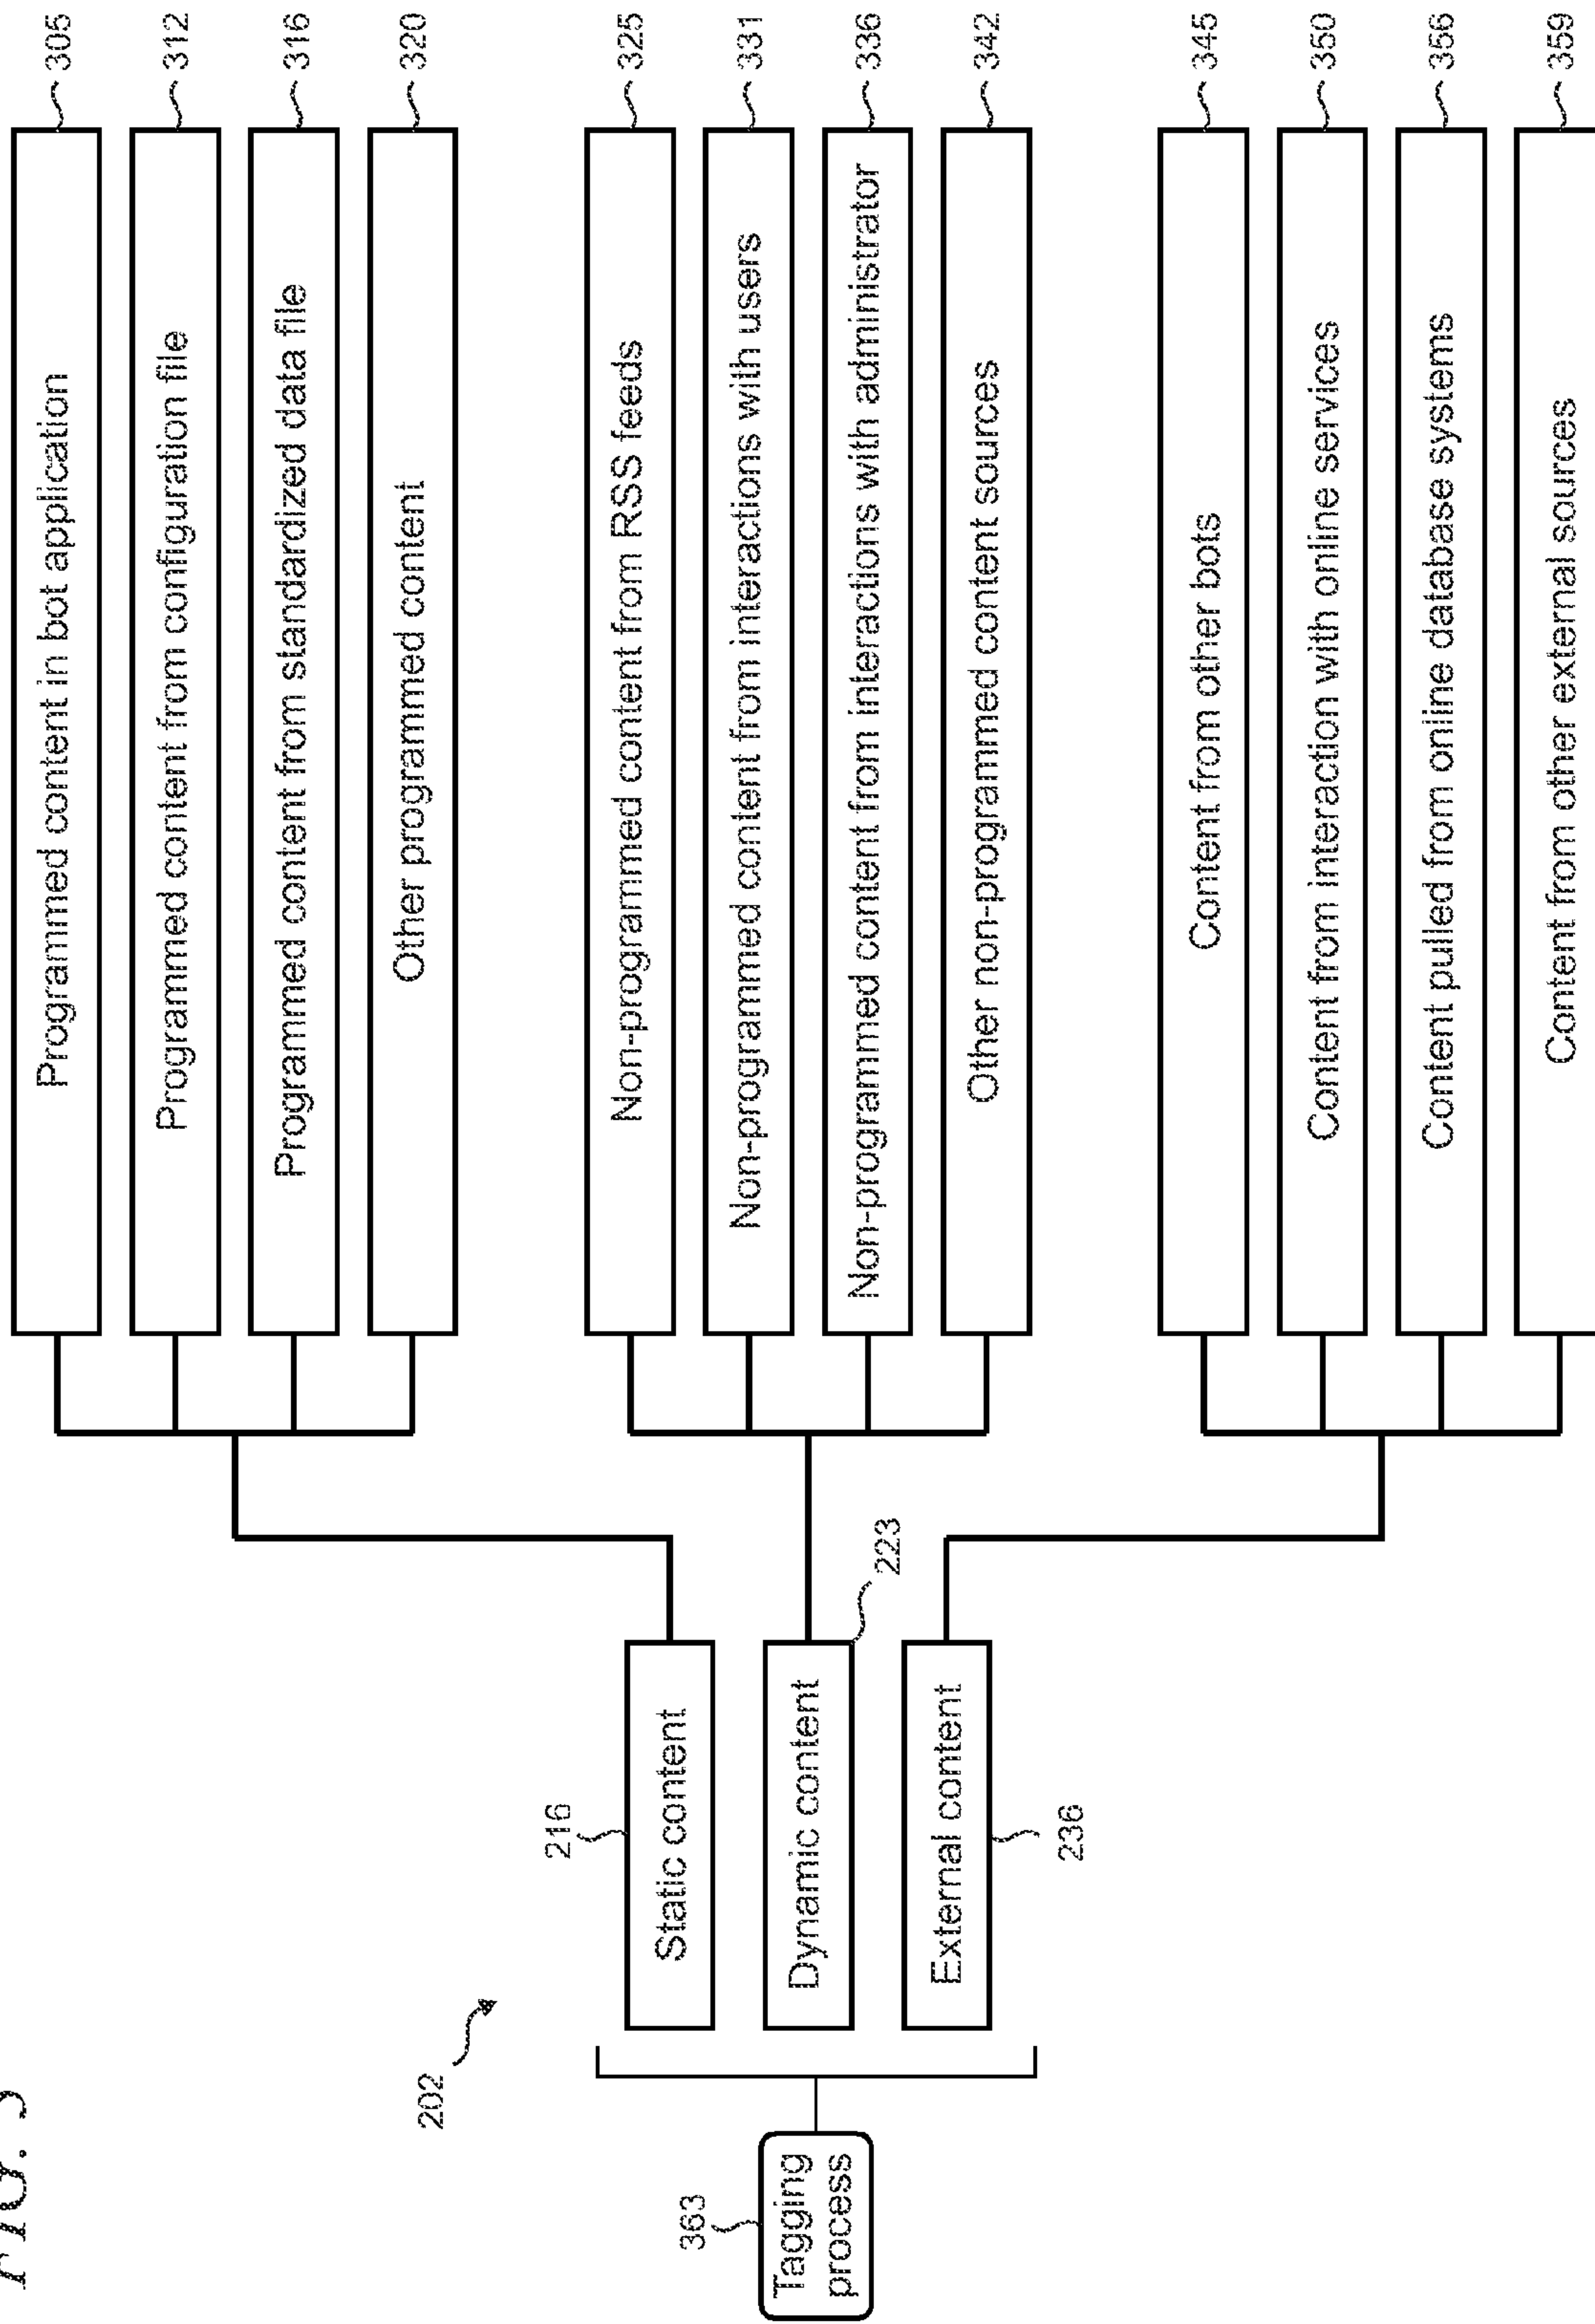 FIG. 3
202
363
Tagging
process
216
Static content
Dynamic content
223
External content
236
Programmed content in bot application
305
Programmed content from configuration file
312
Programmed content from standardized data file
316
Other programmed content
320
Non-programmed content from RSS feeds
325
Non-programmed content from interactions with users
331
Non-programmed content from interactions with administrator
336
Other non-programmed content sources
342
Content from other bots
345
Content from interaction with online services
350
Content pulled from online database systems
356
Content from other external sources
359